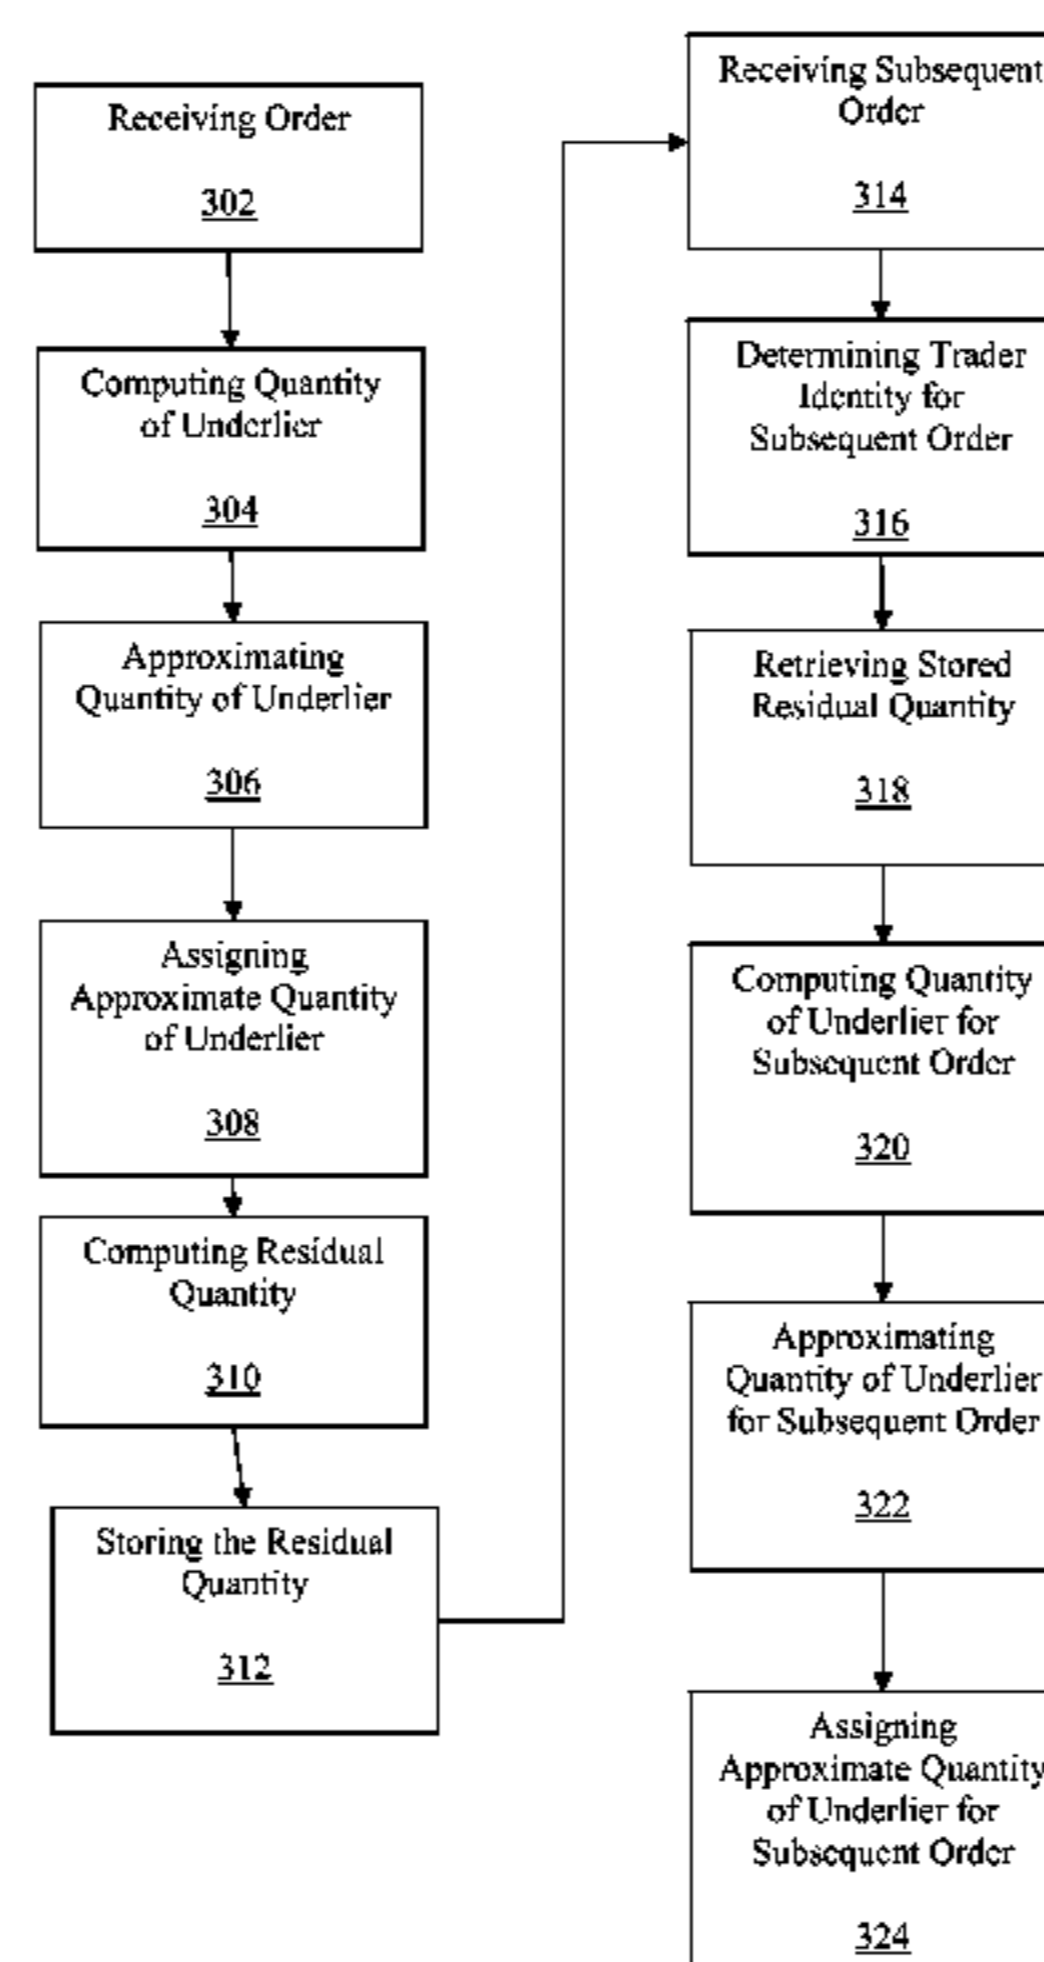 Receiving Order
302
Computing Quantity
of Underlier
304
Approximating
Quantity of Underlier
306
Assigning
Approximate Quantity
of Underlier
308
Computing Residual
Quantity
310
Storing the Residual
Quantity
312
Receiving Subsequent
Order
314
Determining Trader
Identity for
Subsequent Order
316
Retrieving Stored
Residual Quantity
318
Computing Quantity
of Underlier for
Subsequent Order
320
Approximating
Quantity of Underlier
for Subsequent Order
322
Assigning
Approximate Quantity
of Underlier for
Subsequent Order
324